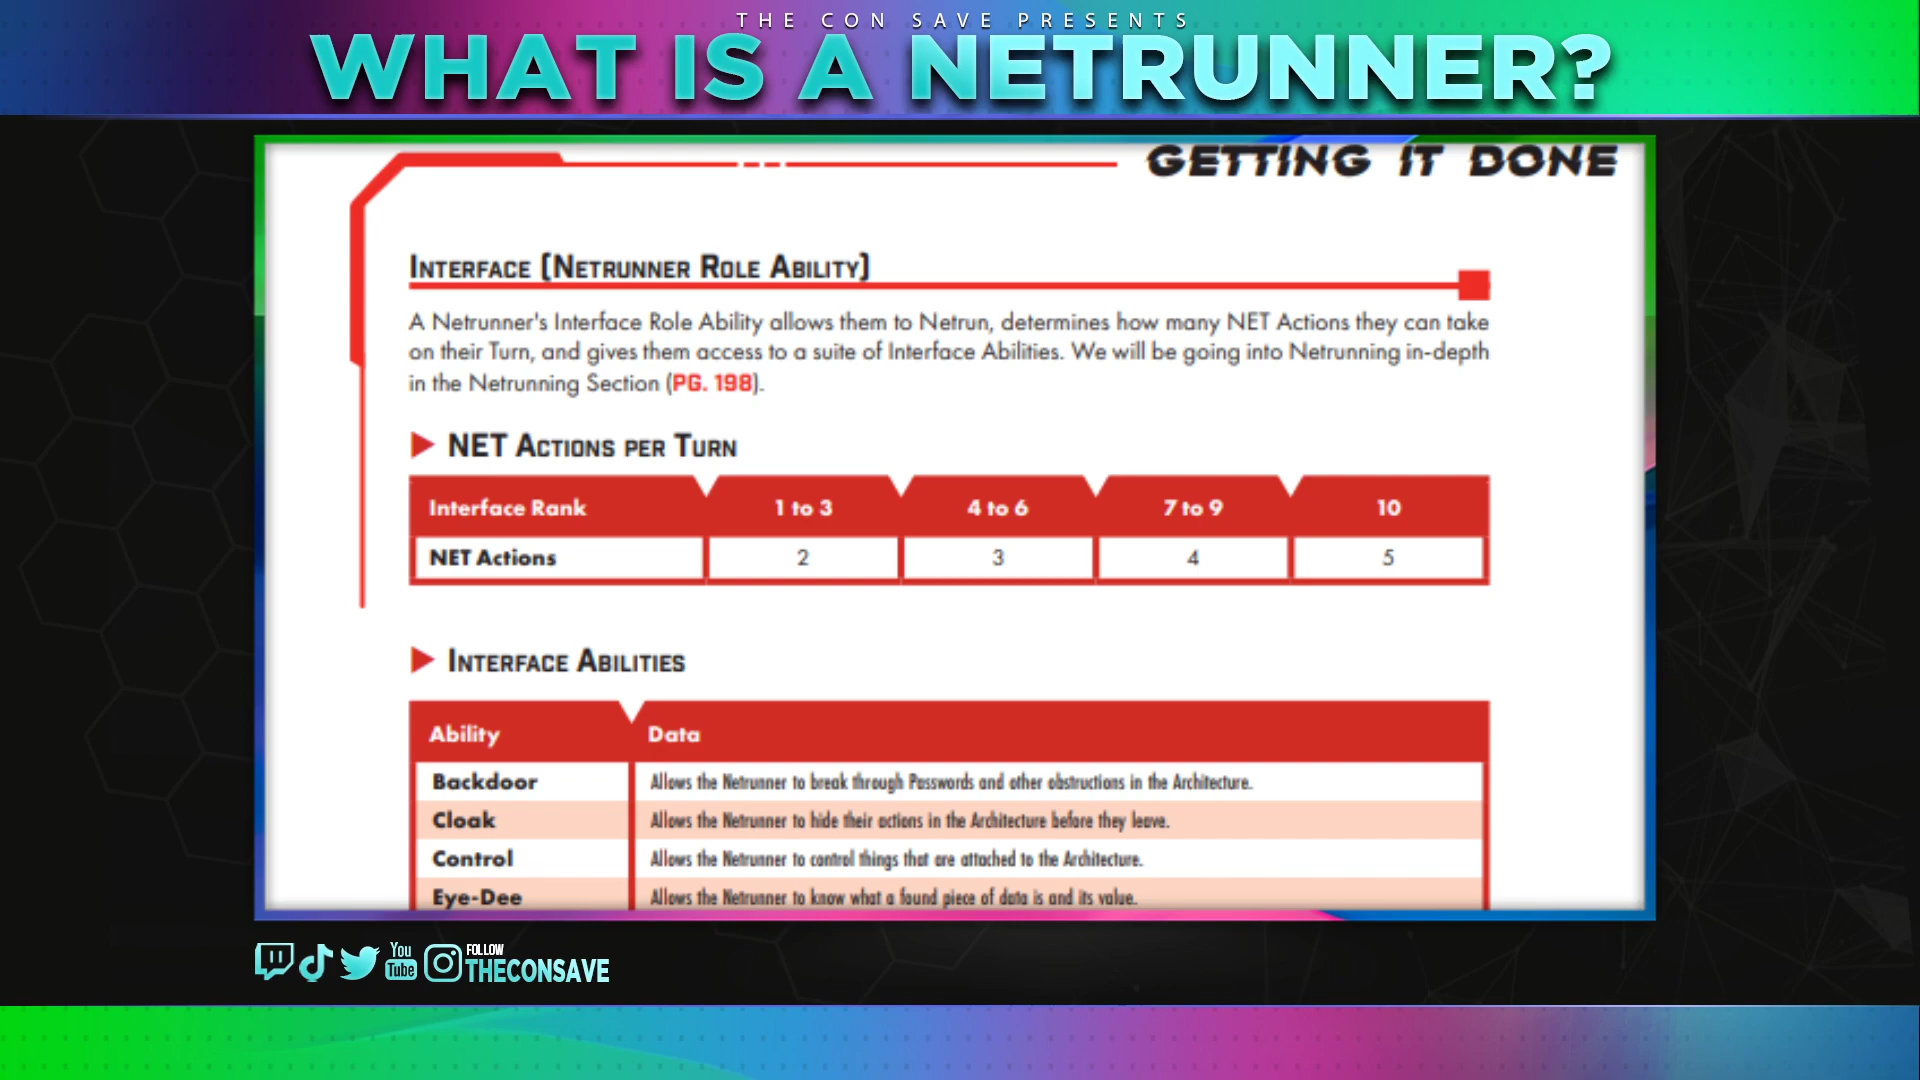 THE CON SAVE PRESENTS
WHAT IS A NETRUNNER?
GETTING IT DONE
INTERFACE (NETRUNNER ROLE ABILITY)
A Netrunner's Interface Role Ability allows them to Netrun, determines how many NET Actions they can take
on their Turn, and gives them access to a suite of Interface Abilities. We will be going into Netrunning in-depth
in the Netrunning Section (PG. 198).
NET ACTIONS PER TURN
Interface Rank 1 to 3 4 to 6 7 to 9 10
NET Actions 2 3 4 5
INTERFACE ABILITIES
Ability Data
Backdoor Allows the Netrunner to break through Passwords and other obstructions in the Architecture.
Cloak Allows the Netrunner to hide their actions in the Architecture before they leave.
Control Allows the Netrunner to control things that are attached to the Architecture.
Eye-Dee Allows the Netrunner to know what a found piece of data is and its value.
You
Tube
FOLLOW
THECONSAVE